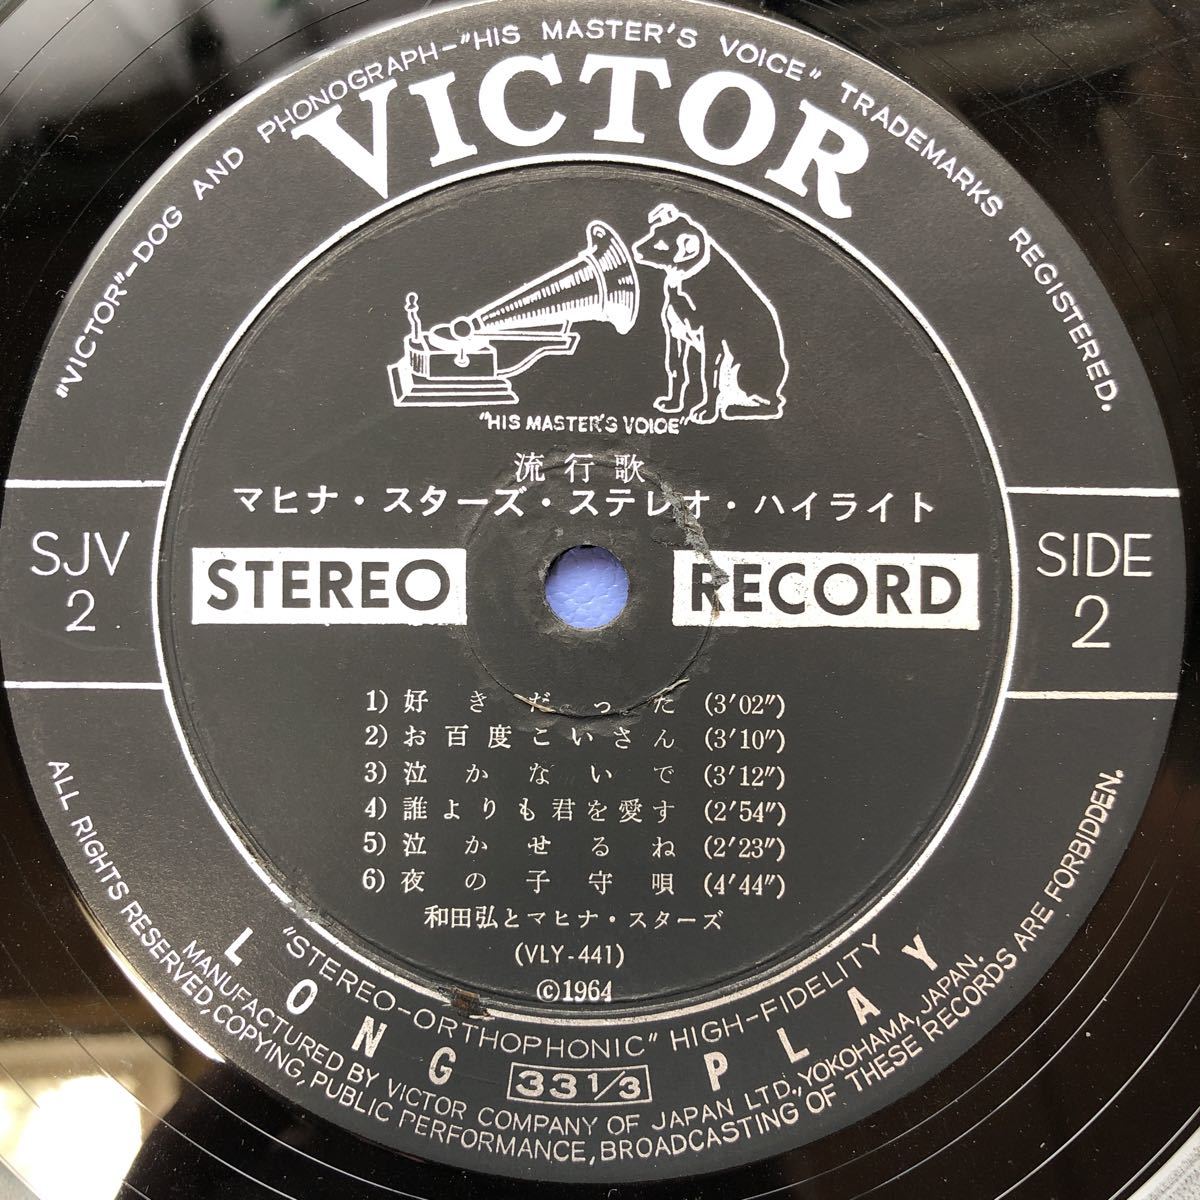 "VICTOR"-DOG AND PHONOGRAPH-"HIS MASTER'S VOICE" TRADEMARKS REGISTERED.
VICTOR
"HIS MASTER'S VOICE"
流行歌
マヒナ・スターズ・ステレオ・ハイライト
SJV
2
STEREO RECORD
SIDE
2
1) 好きだった (3′02″)
2) お百度こいさん (3′10″)
3) 泣かないで (3′12″)
4) 誰よりも君を愛す (2′54″)
5) 泣かせるね (2′23″)
6) 夜の子守唄 (4′44″)
和田弘とマヒナ・スターズ
(VLY-441)
©1964
"STEREO-ORTHOPHONIC" HIGH-FIDELITY
LONG 33 1/3 PLAY
MANUFACTURED BY VICTOR COMPANY OF JAPAN LTD., YOKOHAMA, JAPAN.
ALL RIGHTS RESERVED, COPYING, PUBLIC PERFORMANCE, BROADCASTING OF THESE RECORDS ARE FORBIDDEN.